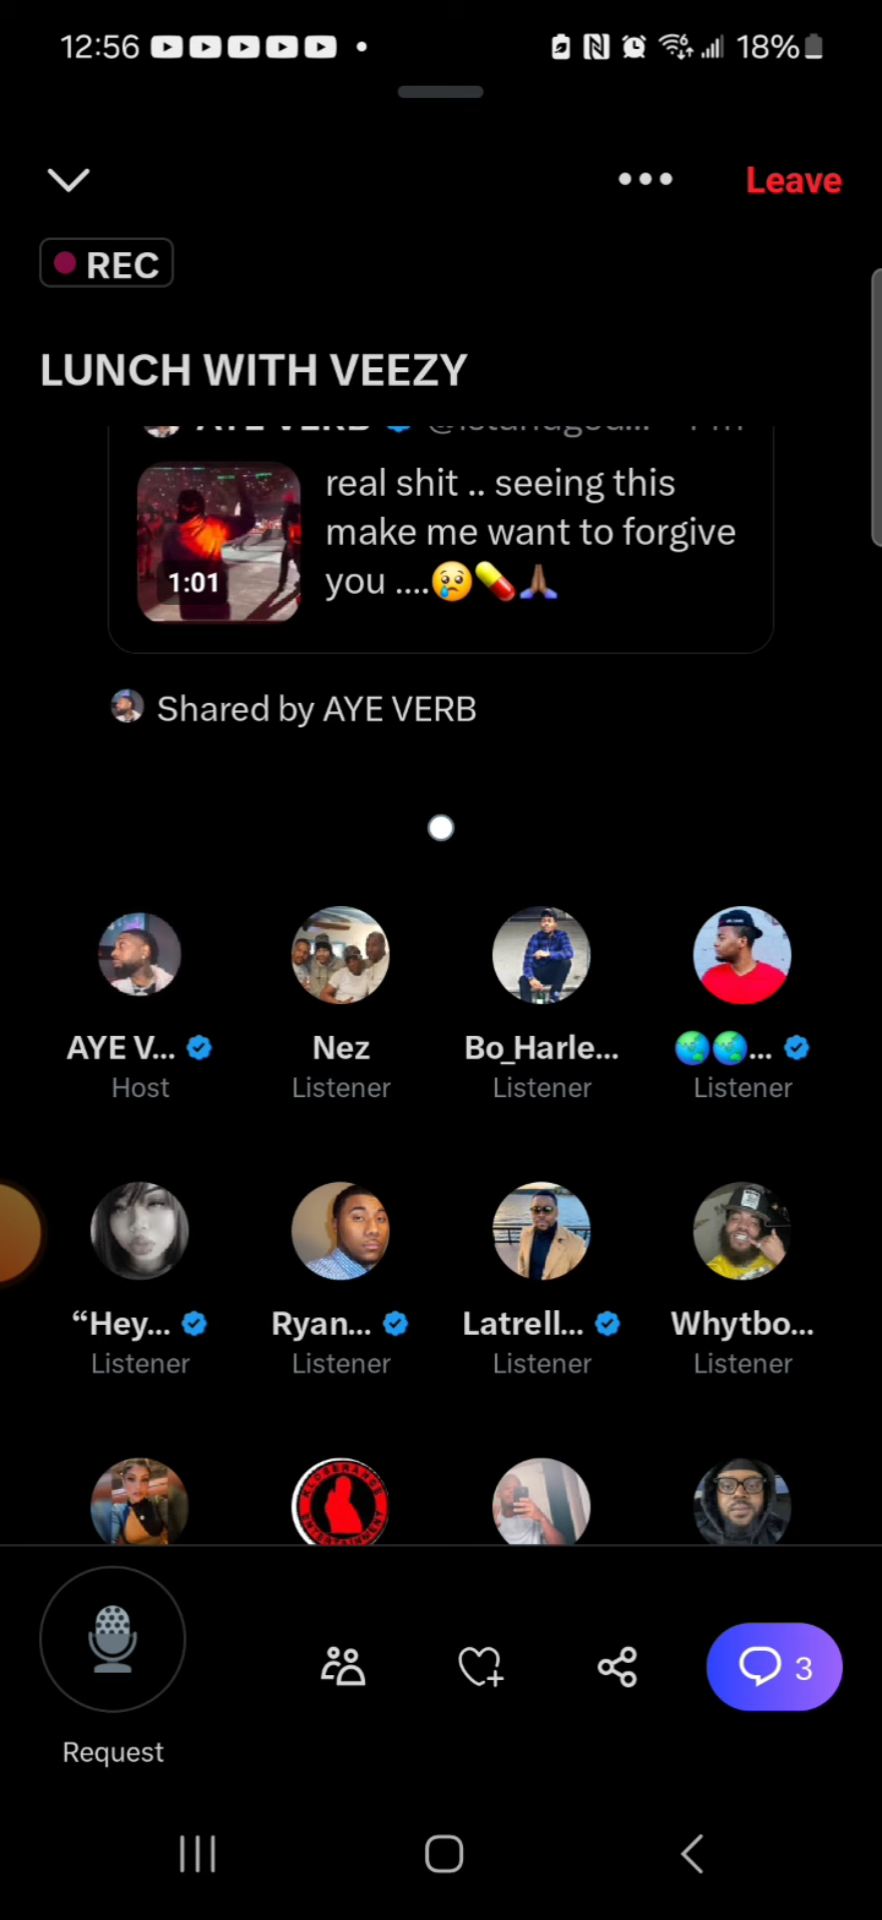 12:56 18%
Leave
REC
LUNCH WITH VEEZY
AYE VERB
real shit .. seeing this
make me want to forgive
you ....😢💊🙏🏾
1:01
Shared by AYE VERB
AYE V... Nez Bo_Harle... 🌏🌏...
Host Listener Listener Listener
“Hey... Ryan... Latrell... Whytbo...
Listener Listener Listener Listener
3
Request